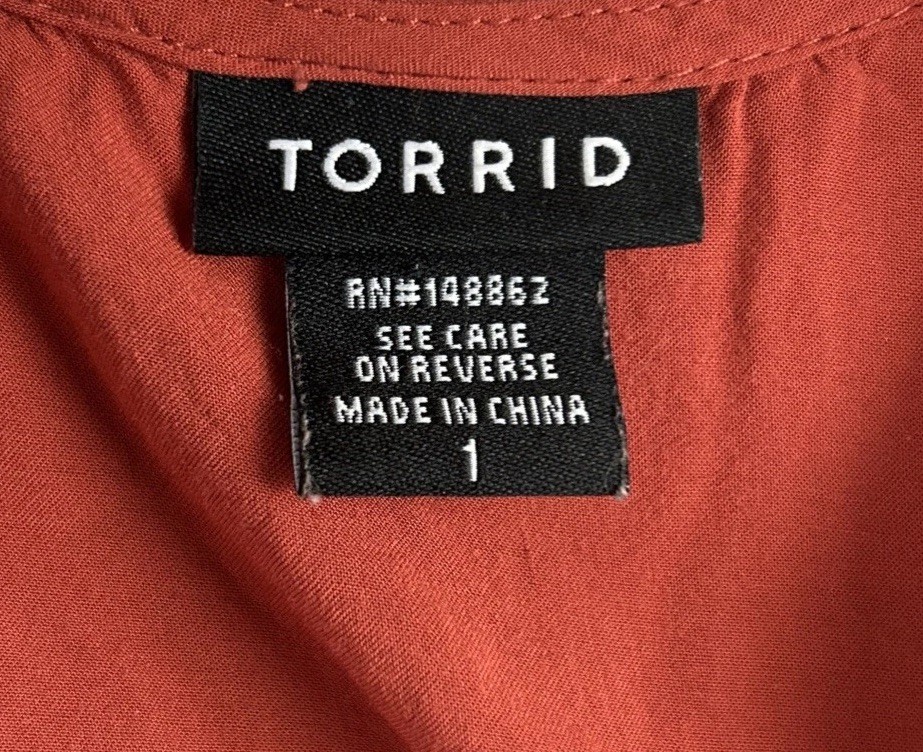 TORRID
RN#148862
SEE CARE
ON REVERSE
MADE IN CHINA
1